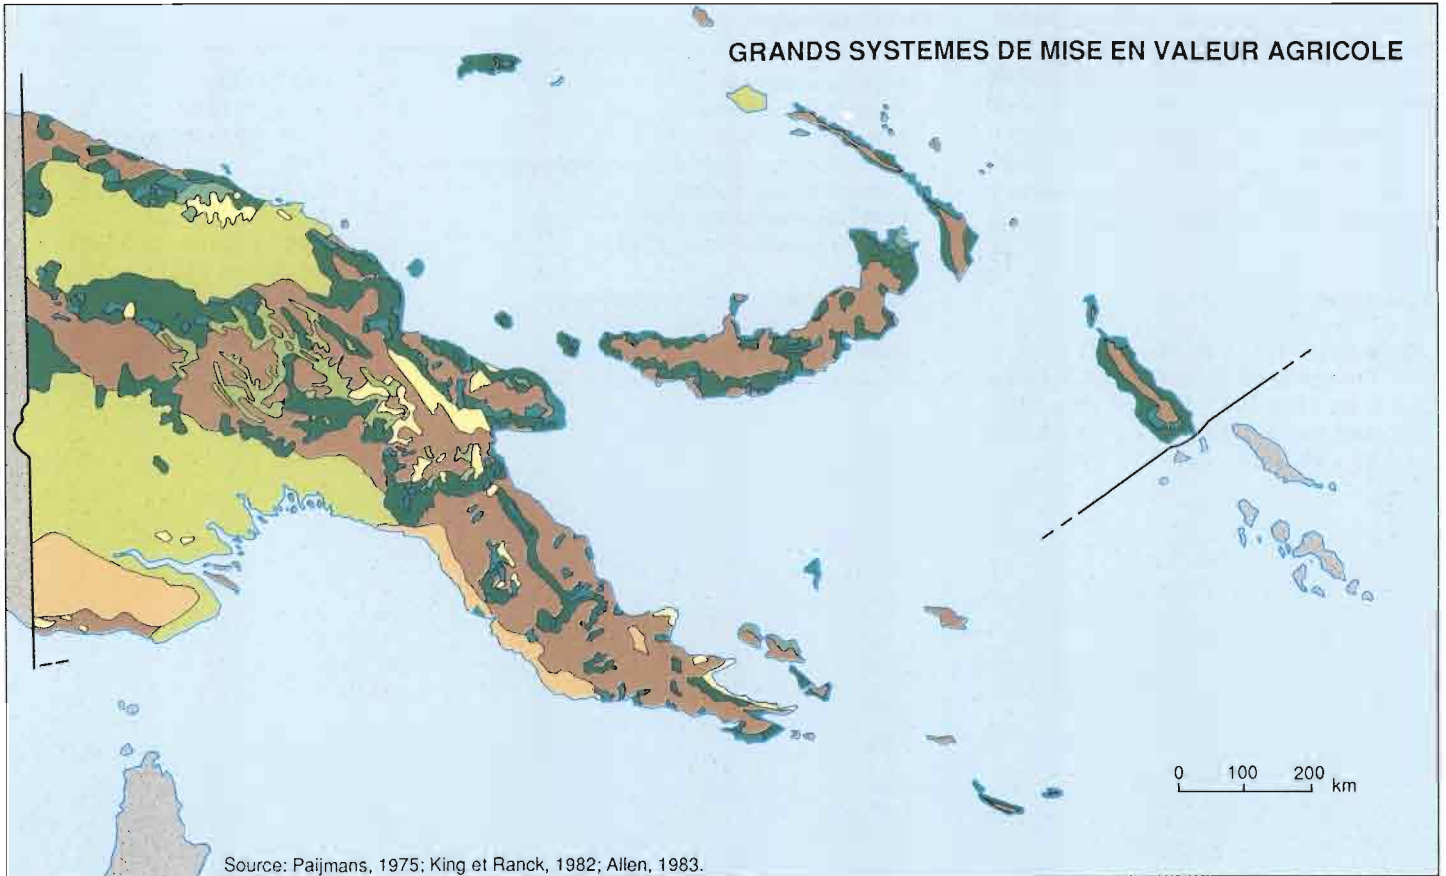 GRANDS SYSTEMES DE MISE EN VALEUR AGRICOLE
0 100 200 km
Source: Paijmans, 1975; King et Ranck, 1982; Allen, 1983.